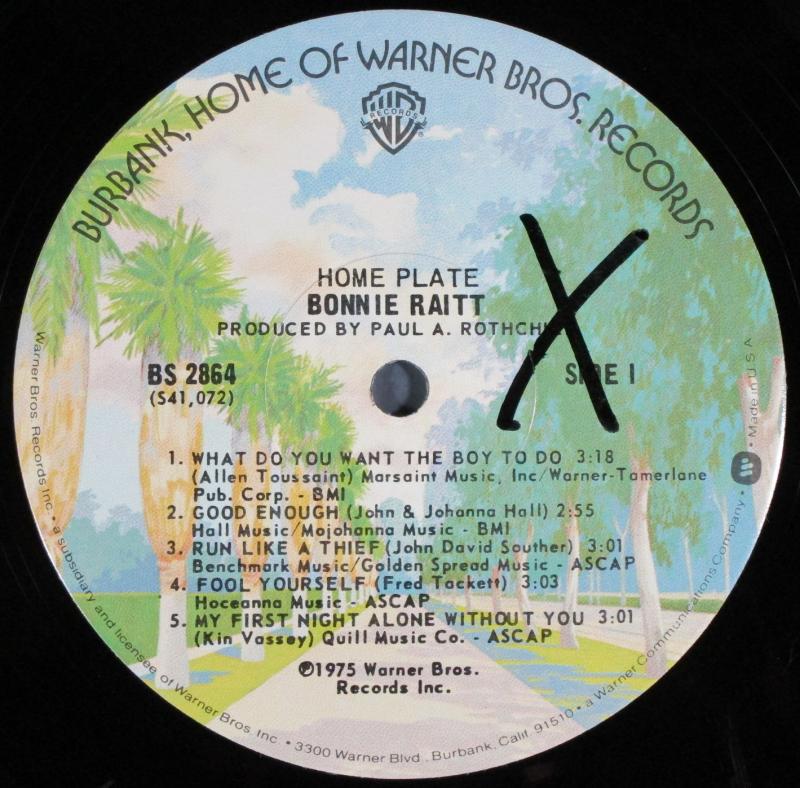 BURBANK, HOME OF WARNER BROS. RECORDS
WB
RECORDS
®
HOME PLATE
BONNIE RAITT
PRODUCED BY PAUL A.
BS 2864
(S41,072)
SIDE 1
X
1. WHAT DO YOU WANT THE BOY TO DO 3:18
(Allen Toussaint) Marsaint Music, Inc/Warner-Tamerlane
Pub. Corp. - BMI
2. GOOD ENOUGH (John & Johanna Hall) 2:55
Hall Music/Mojohanna Music - BMI
3. RUN LIKE A THIEF (John David Souther) 3:01
Benchmark Music/Golden Spread Music - ASCAP
4. FOOL YOURSELF (Fred Tackett) 3:03
Hoceanna Music - ASCAP
5. MY FIRST NIGHT ALONE WITHOUT YOU 3:01
(Kin Vassey) Quill Music Co. - ASCAP
℗1975 Warner Bros.
Records Inc.
Warner Bros. Records Inc. • a subsidiary and licensee of Warner Bros. Inc. • 3300 Warner Blvd., Burbank, Calif. 91510 • a Warner Communications Company • Made in U S A